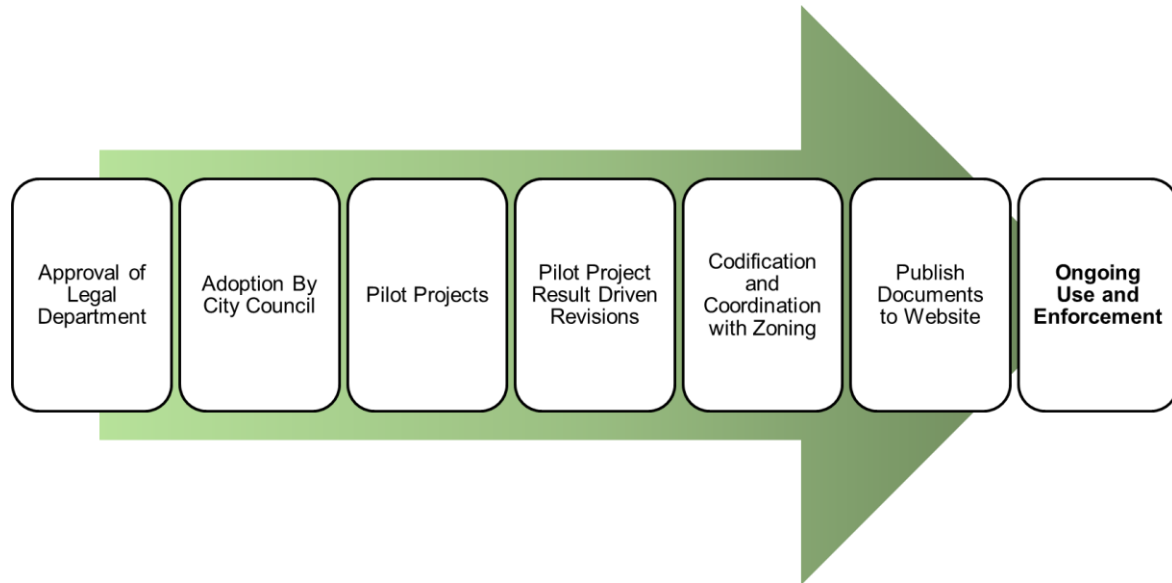 Approval of
Legal
Department
Adoption By
City Council
Pilot Projects
Pilot Project
Result Driven
Revisions
Codification
and
Coordination
with Zoning
Publish
Documents
to Website
Ongoing
Use and
Enforcement